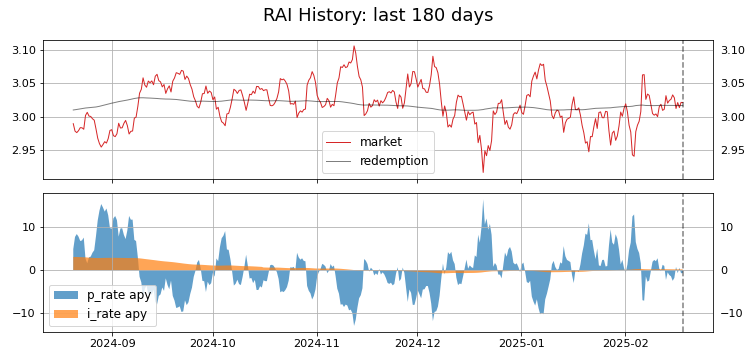 RAI History: last 180 days
3.10 3.10
3.05 3.05
3.00 3.00
2.95 2.95
market
redemption
10 10
0 0
−10 −10
p_rate apy
i_rate apy
2024-09 2024-10 2024-11 2024-12 2025-01 2025-02